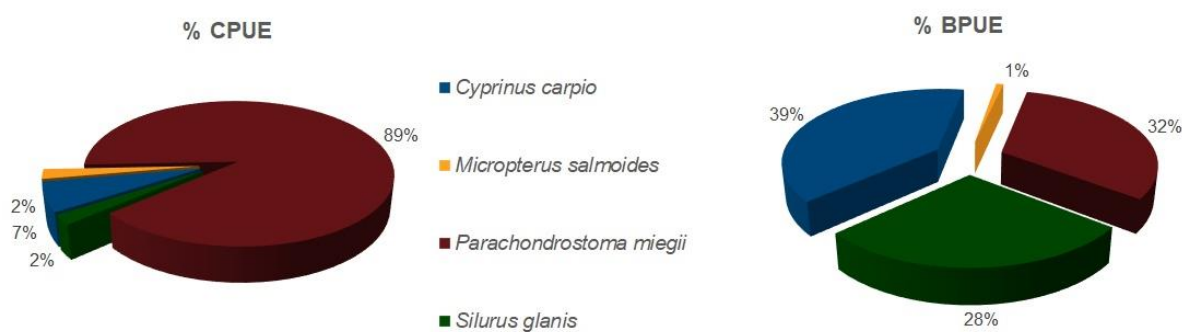 % CPUE
89%
2%
7%
2%
Cyprinus carpio
Micropterus salmoides
Parachondrostoma miegii
Silurus glanis
% BPUE
1%
39%
32%
28%